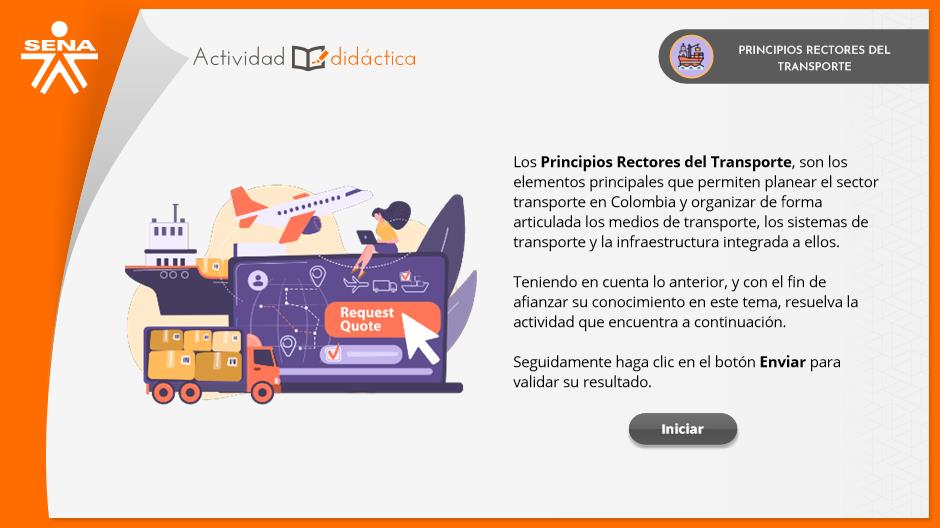 SENA
Actividad didáctica
PRINCIPIOS RECTORES DEL
TRANSPORTE
Los Principios Rectores del Transporte, son los
elementos principales que permiten planear el sector
transporte en Colombia y organizar de forma
articulada los medios de transporte, los sistemas de
transporte y la infraestructura integrada a ellos.
Teniendo en cuenta lo anterior, y con el fin de
afianzar su conocimiento en este tema, resuelva la
actividad que encuentra a continuación.
Seguidamente haga clic en el botón Enviar para
validar su resultado.
Iniciar
Request
Quote